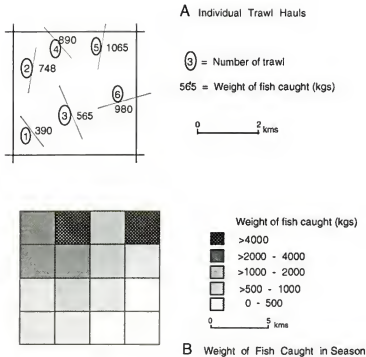 A Individual Trawl Hauls
890
4
5
1065
2
748
3 = Number of trawl
6
565 = Weight of fish caught (kgs)
980
3
565
390
1
0 2
kms
Weight of fish caught (kgs)
>4000
>2000 - 4000
>1000 - 2000
>500 - 1000
0 - 500
0 5
kms
B Weight of Fish Caught in Season